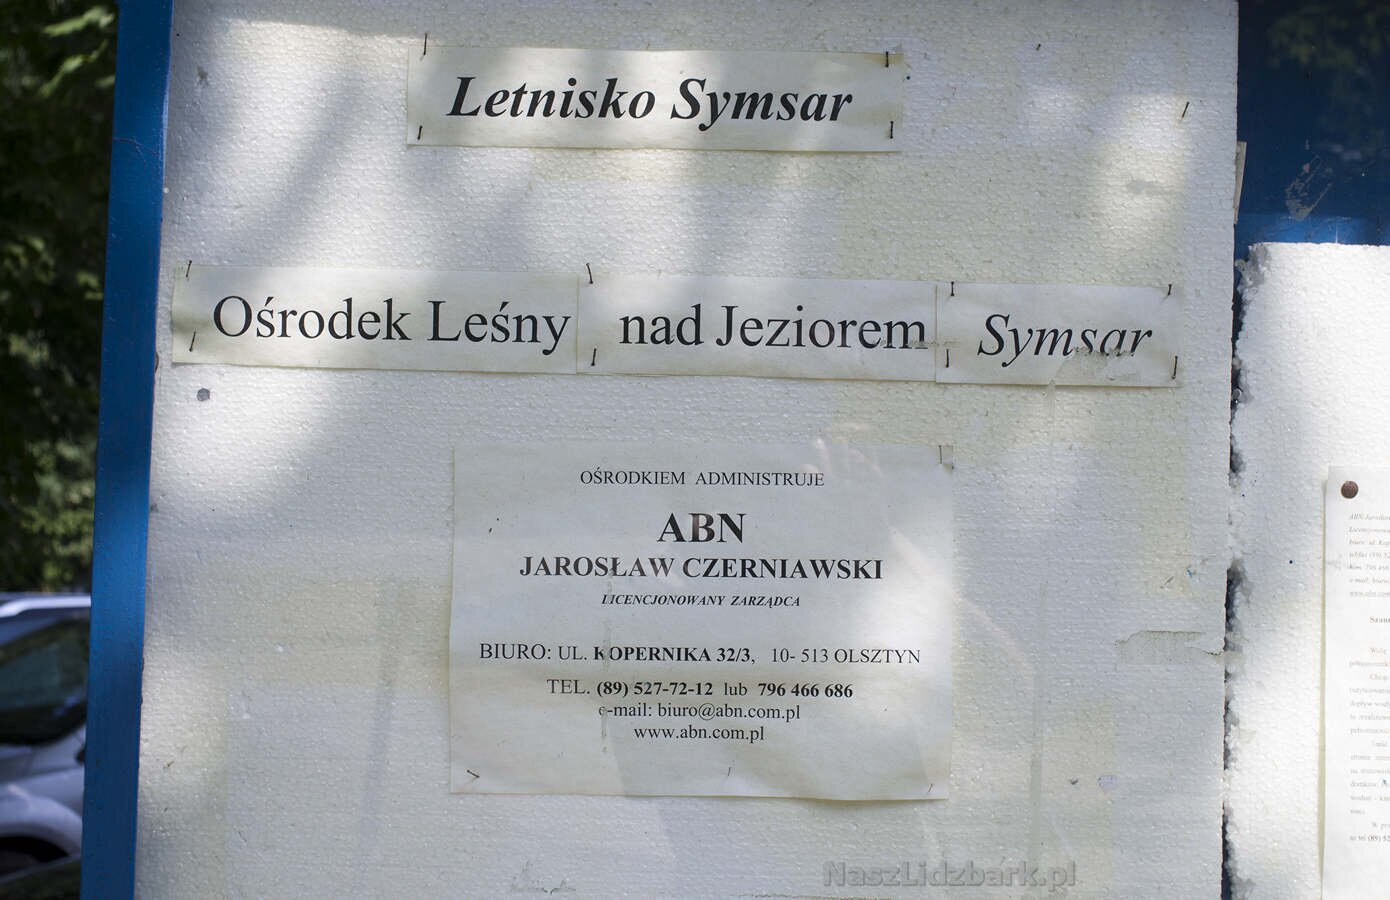 Letnisko Symsar
Ośrodek Leśny nad Jeziorem Symsar
OŚRODKIEM ADMINISTRUJE
ABN
JAROSŁAW CZERNIAWSKI
LICENCJONOWANY ZARZĄDCA
BIURO: UL. KOPERNIKA 32/3, 10- 513 OLSZTYN
TEL. (89) 527-72-12 lub 796 466 686
e-mail: biuro@abn.com.pl
www.abn.com.pl
NaszLidzbark.pl